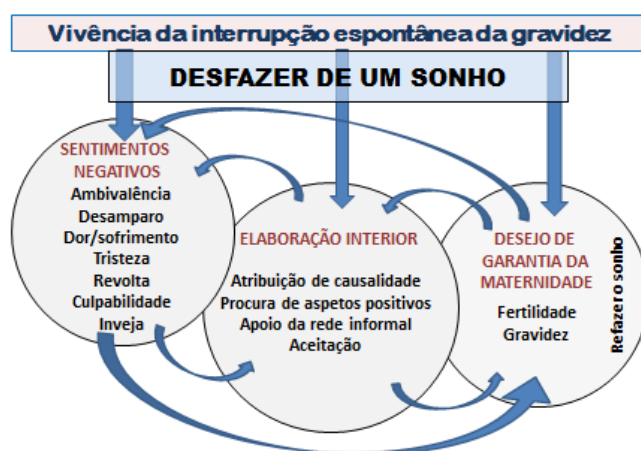 Vivência da interrupção espontânea da gravidez
DESFAZER DE UM SONHO
SENTIMENTOS
NEGATIVOS
Ambivalência
Desamparo
Dor/sofrimento
Tristeza
Revolta
Culpabilidade
Inveja
ELABORAÇÃO INTERIOR
Atribuição de causalidade
Procura de aspetos positivos
Apoio da rede informal
Aceitação
DESEJO DE
GARANTIA DA
MATERNIDADE
Fertilidade
Gravidez
Refazer o sonho